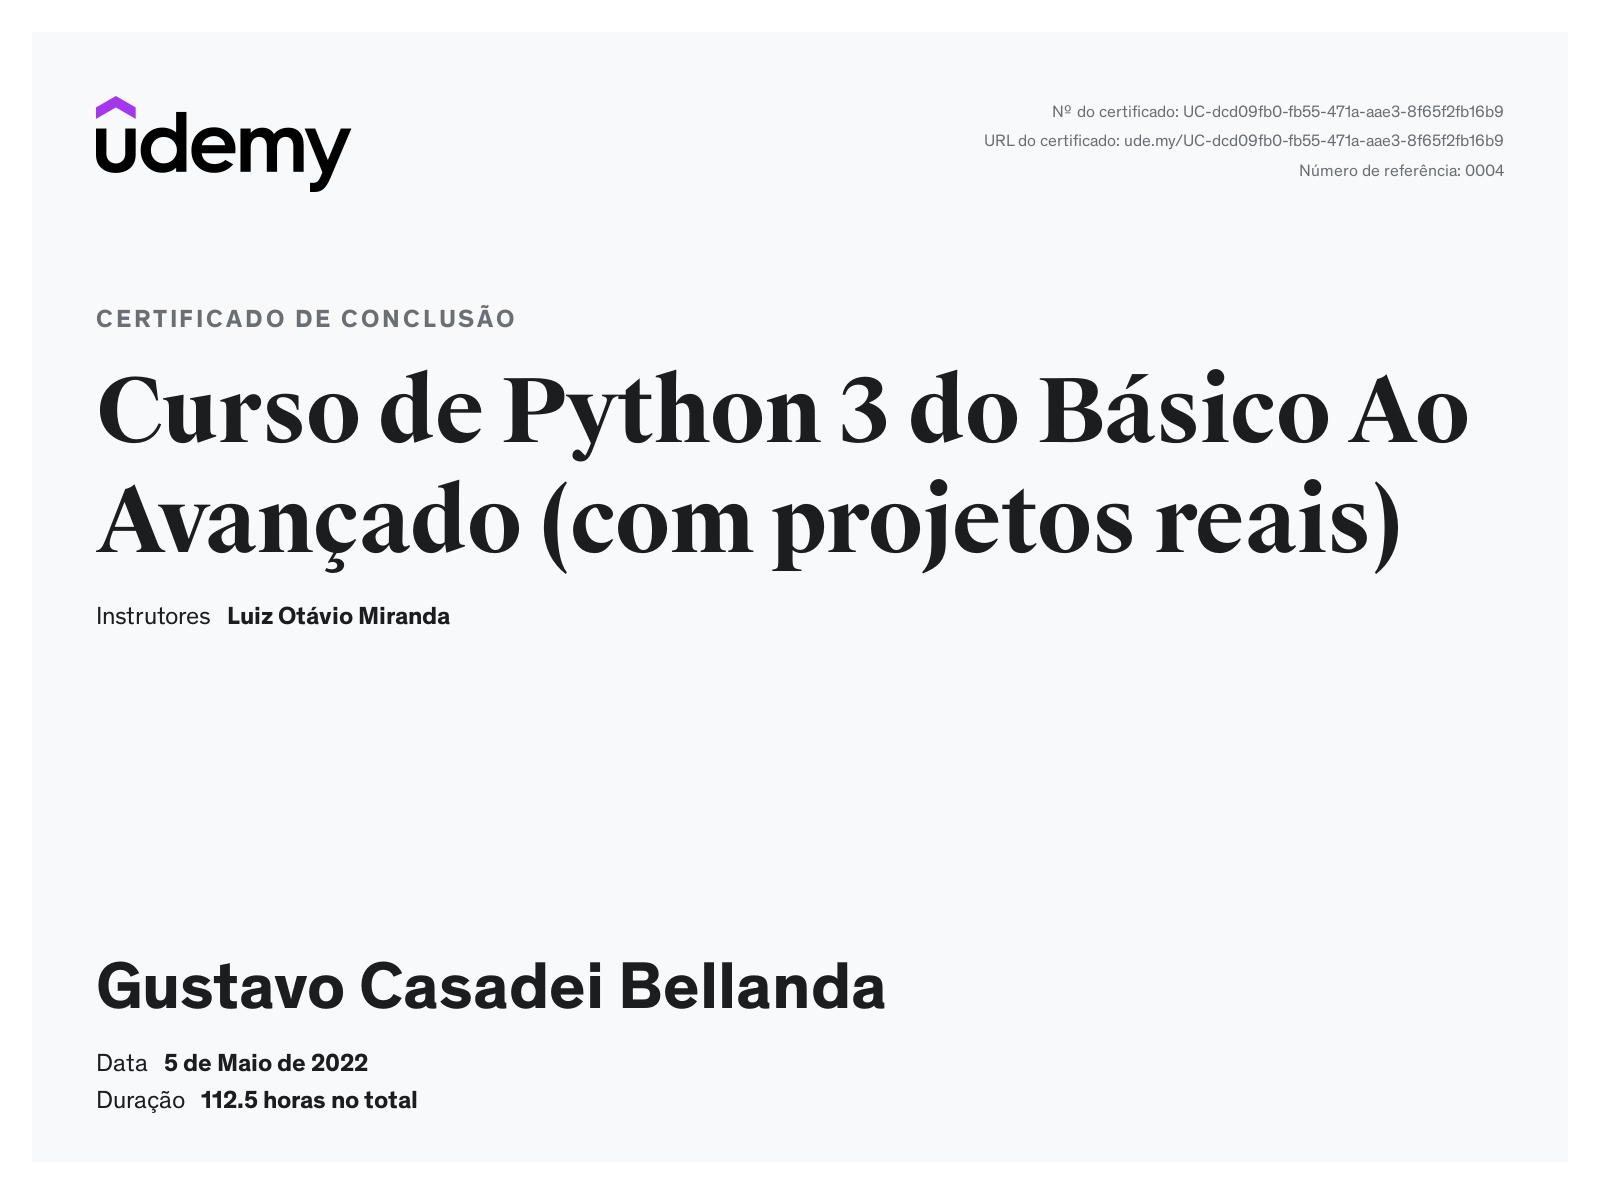 udemy
Nº do certificado: UC-dcd09fb0-fb55-471a-aae3-8f65f2fb16b9
URL do certificado: ude.my/UC-dcd09fb0-fb55-471a-aae3-8f65f2fb16b9
Número de referência: 0004
CERTIFICADO DE CONCLUSÃO
Curso de Python 3 do Básico Ao
Avançado (com projetos reais)
Instrutores Luiz Otávio Miranda
Gustavo Casadei Bellanda
Data 5 de Maio de 2022
Duração 112.5 horas no total